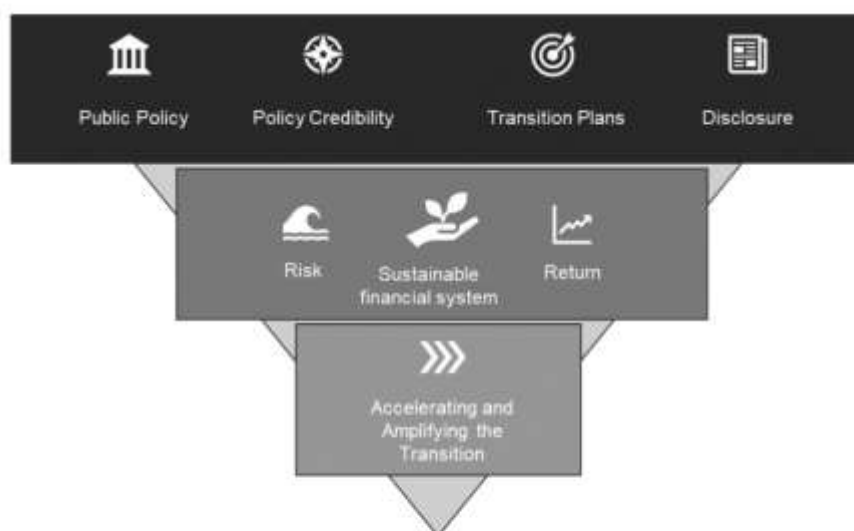 Public Policy
Policy Credibility
Transition Plans
Disclosure
Risk
Sustainable
financial system
Return
Accelerating and
Amplifying the
Transition